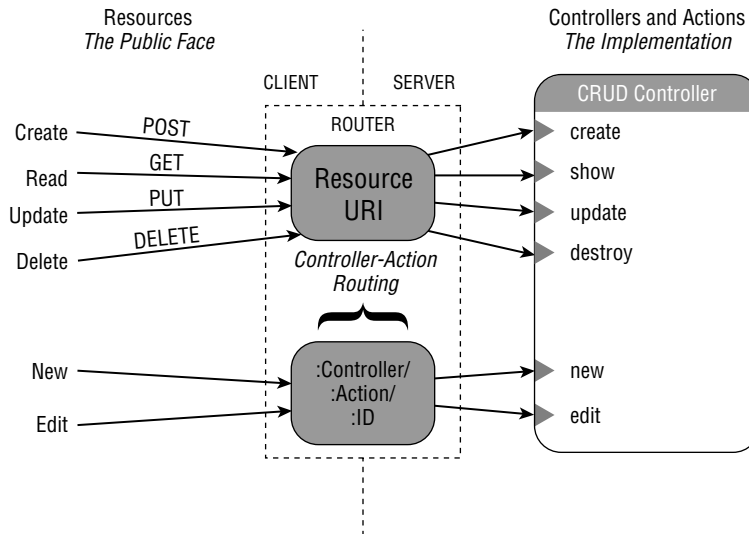 Resources
The Public Face
Controllers and Actions
The Implementation
CLIENT
SERVER
ROUTER
CRUD Controller
Create
POST
Read
GET
Update
PUT
Delete
DELETE
Resource
URI
create
show
update
destroy
Controller-Action
Routing
New
Edit
:Controller/
:Action/
:ID
new
edit